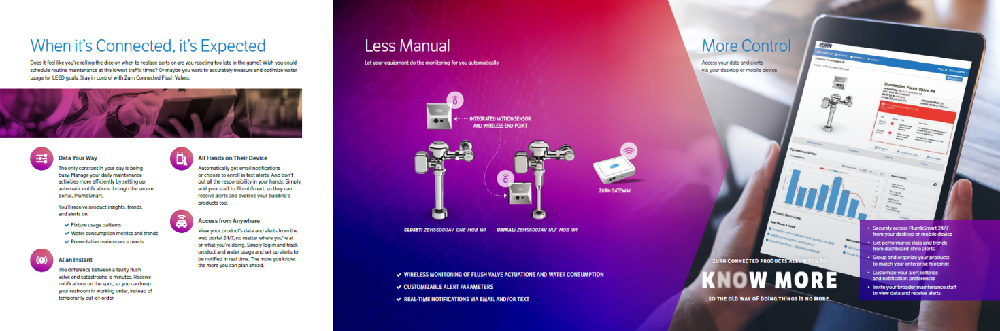 When it's Connected, it's Expected
Does it feel like you're rolling the dice on when to replace parts or are you reacting too late in the game? Wish you could
schedule routine maintenance at the lowest traffic times? Or maybe you want to accurately measure and optimize water
usage for LEED goals. Stay in control with Zurn Connected Flush Valves.
Data Your Way
The only constant in your day is being
busy. Manage your daily maintenance
activities more efficiently by setting up
automatic notifications through the secure
portal, PlumbSmart.
You'll receive product insights, trends,
and alerts on:
Fixture usage patterns
Water consumption metrics and trends
Preventative maintenance needs
At an Instant
The difference between a faulty flush
valve and catastrophe is minutes. Receive
notifications on the spot, so you can keep
your restroom in working order, instead of
temporarily out-of-order.
All Hands on Their Device
Automatically get email notifications
or choose to enroll in text alerts. And don't
put all the responsibility in your hands. Simply,
add your staff to PlumbSmart, so they can
receive alerts and oversee your building's
products too.
Access from Anywhere
View your product's data and alerts from the
web portal 24/7, no matter where you're at
or what you're doing. Simply log in and track
product and water usage and set up alerts to
be notified in real time. The more you know,
the more you can plan ahead.
Less Manual
Let your equipment do the monitoring for you automatically
INTEGRATED MOTION SENSOR
AND WIRELESS END-POINT
ZURN GATEWAY
CLOSET: ZEMS6000AV-ONE-MOB-W1 URINAL: ZEMS6003AV-ULF-MOB-W1
WIRELESS MONITORING OF FLUSH VALVE ACTUATIONS AND WATER CONSUMPTION
CUSTOMIZABLE ALERT PARAMETERS
REAL-TIME NOTIFICATIONS VIA EMAIL AND/OR TEXT
More Control
Access your data and alerts
via your desktop or mobile device
ZURN
Connected Flush Valve #4
Operational Status
Product Resources
ZURN CONNECTED PRODUCTS ALLOW YOU TO
KNOW MORE
SO THE OLD WAY OF DOING THINGS IS NO MORE.
• Securely access PlumbSmart 24/7
from your desktop or mobile device
• Get performance data and trends
from dashboard-style alerts
• Group and organize your products
to match your enterprise footprint
• Customize your alert settings
and notification preferences
• Invite your broader maintenance staff
to view data and receive alerts